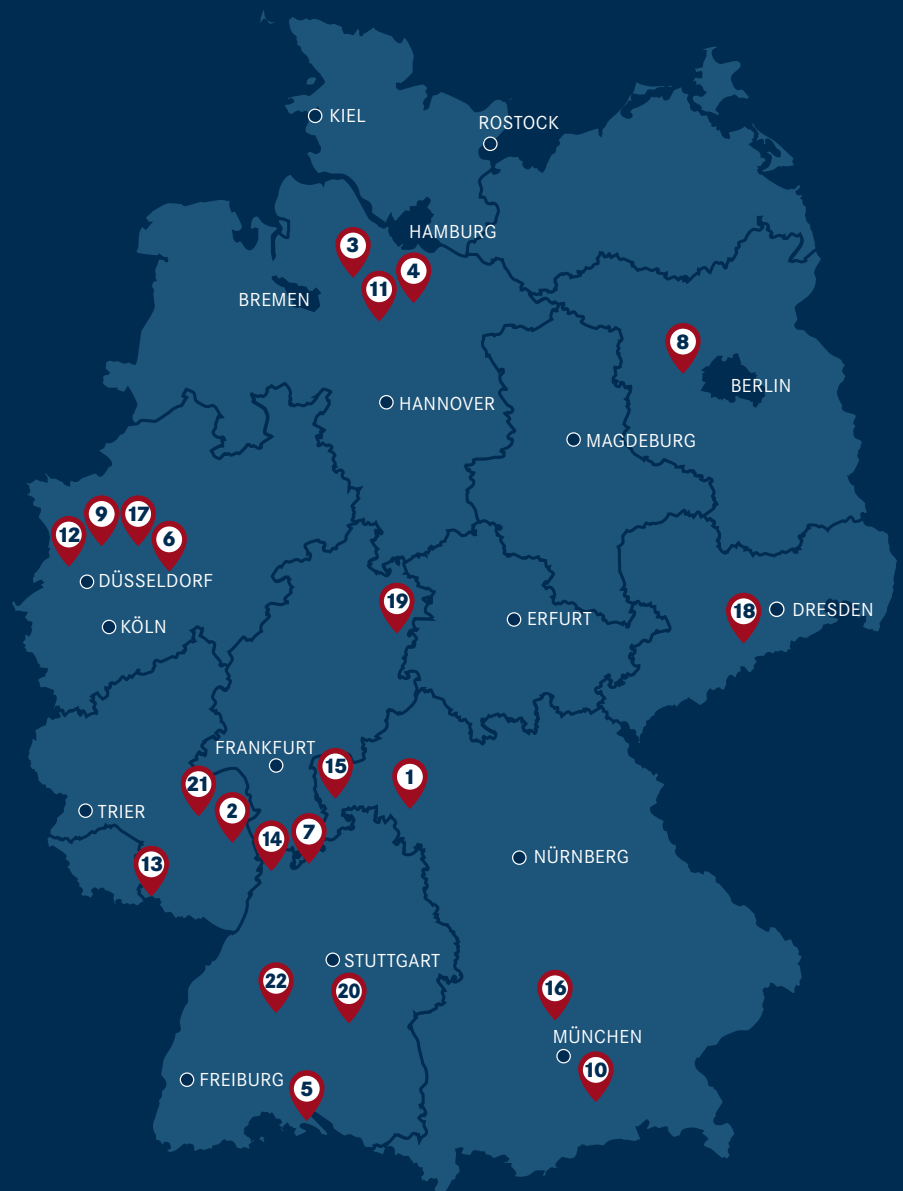 KIEL
ROSTOCK
HAMBURG
3
4
11
BREMEN
8
BERLIN
HANNOVER
MAGDEBURG
9
17
12
6
DÜSSELDORF
19
18
DRESDEN
ERFURT
KÖLN
FRANKFURT
15
1
21
2
TRIER
7
14
NÜRNBERG
13
STUTTGART
22
20
16
MÜNCHEN
10
FREIBURG
5